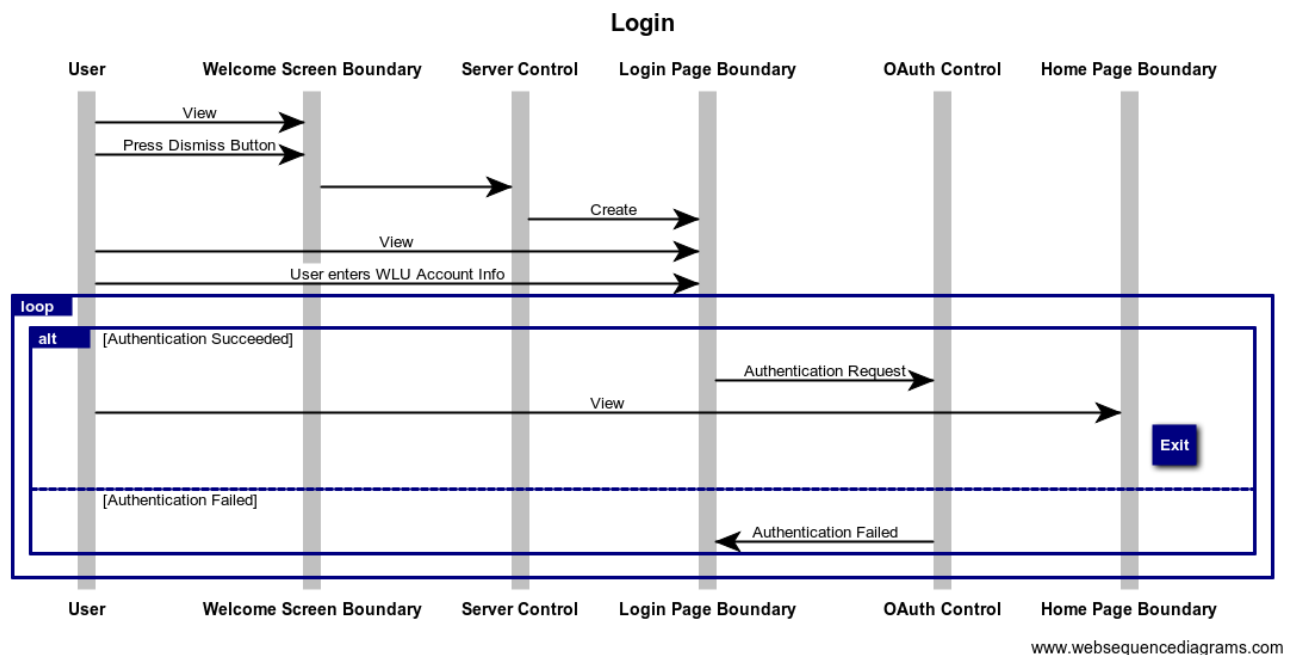 Login
User Welcome Screen Boundary Server Control Login Page Boundary OAuth Control Home Page Boundary
View
Press Dismiss Button
Create
View
User enters WLU Account Info
loop
alt [Authentication Succeeded]
Authentication Request
View
Exit
[Authentication Failed]
Authentication Failed
User Welcome Screen Boundary Server Control Login Page Boundary OAuth Control Home Page Boundary
www.websequencediagrams.com